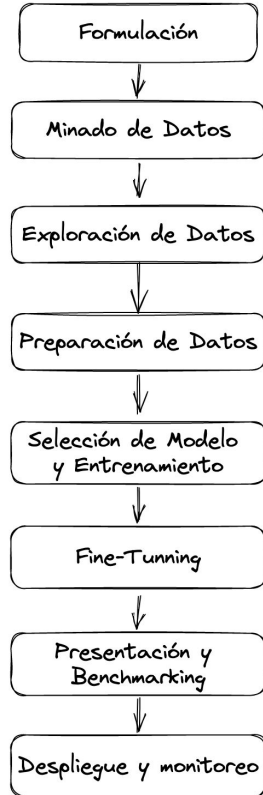 Formulación
Minado de Datos
Exploración de Datos
Preparación de Datos
Selección de Modelo
y Entrenamiento
Fine-Tunning
Presentación y
Benchmarking
Despliegue y monitoreo